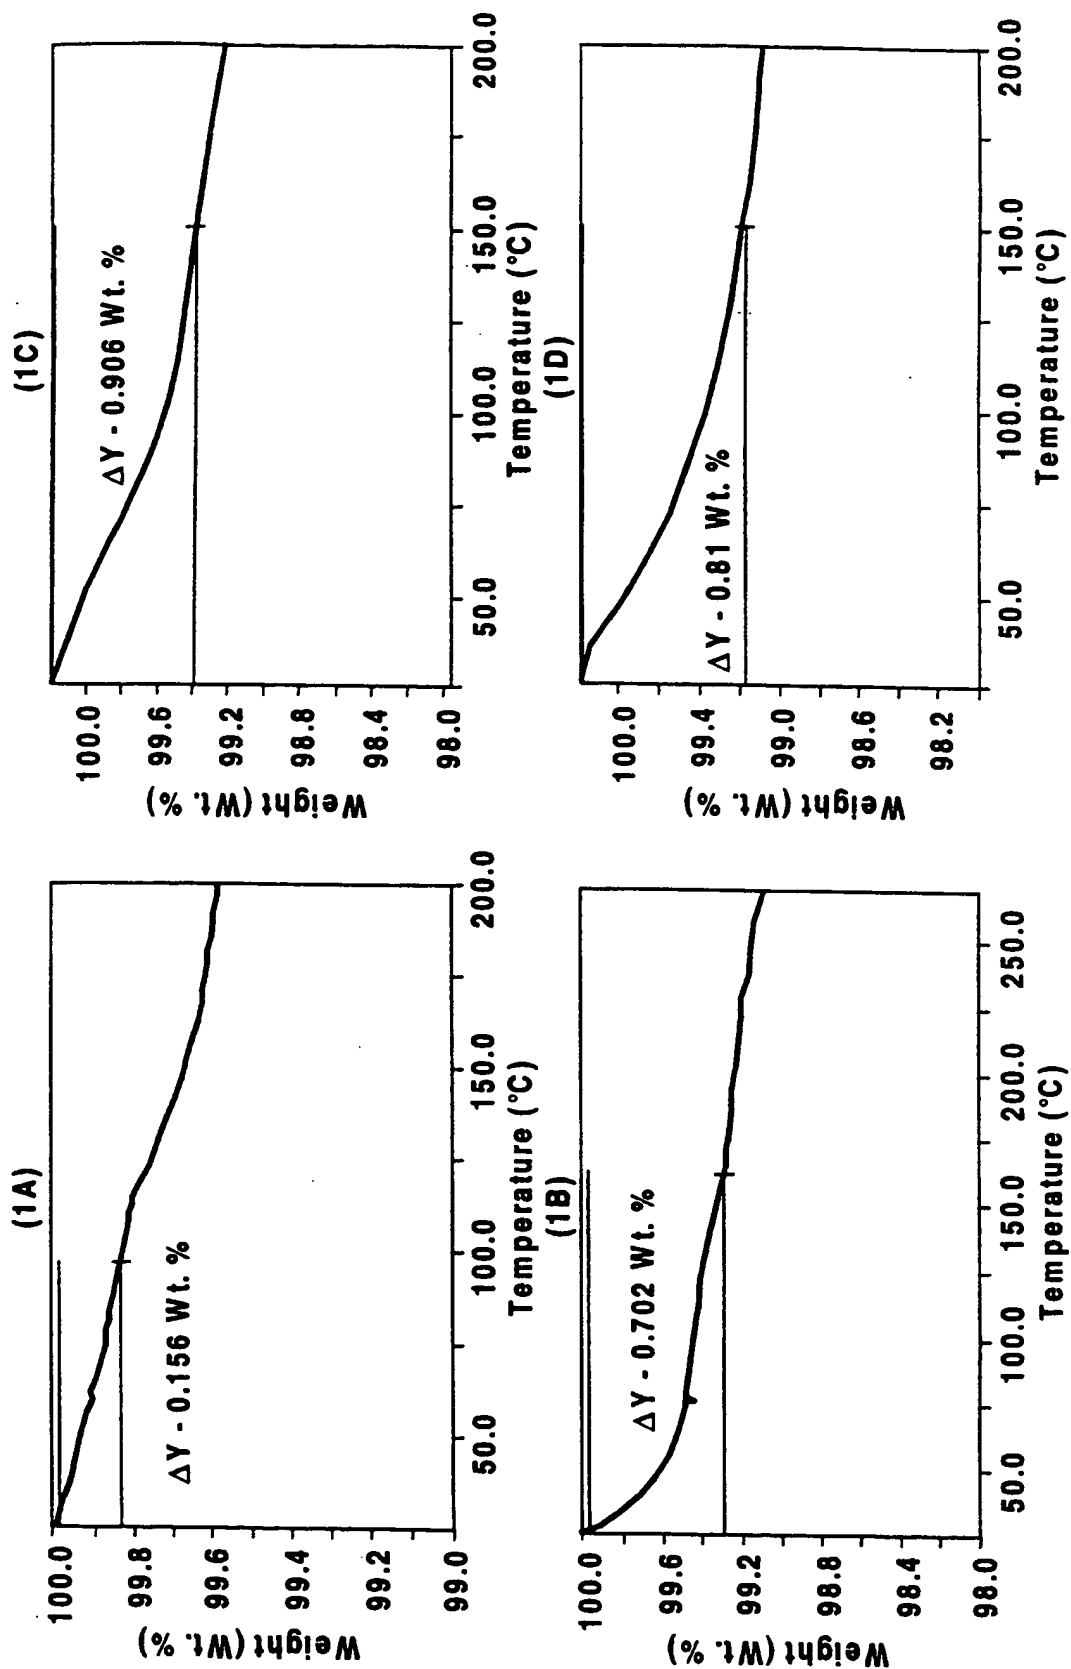 (1A)
Weight (Wt. %)
100.0
99.8
99.6
99.4
99.2
99.0
ΔY - 0.156 Wt. %
50.0
100.0
150.0
200.0
Temperature (°C)
(1C)
Weight (Wt. %)
100.0
99.6
99.2
98.4
98.0
ΔY - 0.906 Wt. %
50.0
100.0
150.0
200.0
Temperature (°C)
(1B)
Weight (Wt. %)
100.0
99.6
99.2
98.8
98.4
98.0
ΔY - 0.702 Wt. %
50.0
100.0
150.0
200.0
250.0
Temperature (°C)
(1D)
Weight (Wt. %)
100.0
99.4
99.0
98.6
98.2
ΔY - 0.81 Wt. %
50.0
100.0
150.0
200.0
Temperature (°C)